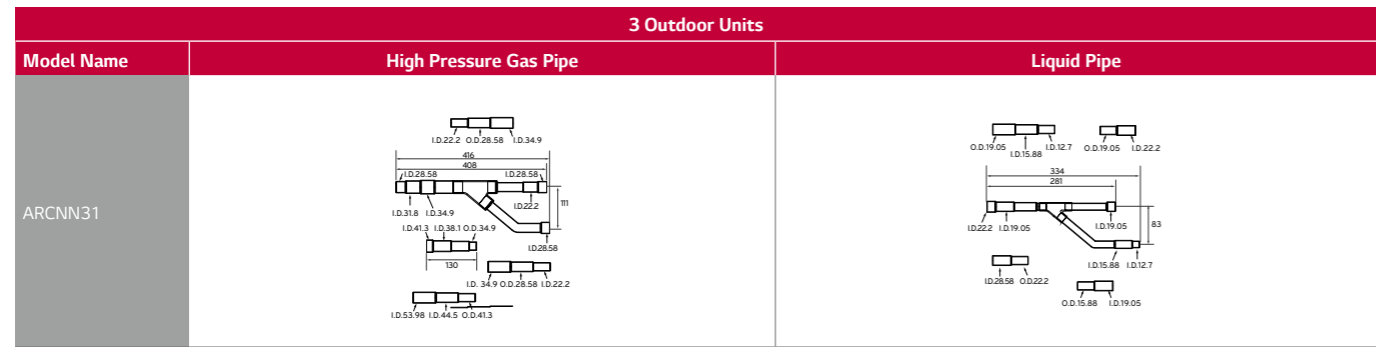 3 Outdoor Units
Model Name High Pressure Gas Pipe Liquid Pipe
ARCNN31
I.D.22.2 O.D.28.58 I.D.34.9
416
408
I.D.28.58 I.D.28.58
I.D.22.2
111
I.D.31.8 I.D.34.9
I.D.41.3 I.D.38.1 O.D.34.9
I.D.28.58
130
I.D. 34.9 O.D.28.58 I.D.22.2
I.D.53.98 I.D.44.5 O.D.41.3
O.D.19.05 I.D.15.88 I.D.12.7
O.D.19.05 I.D.22.2
334
281
83
I.D.22.2 I.D.19.05 I.D.19.05
I.D.15.88 I.D.12.7
I.D.28.58 O.D.22.2
O.D.15.88 I.D.19.05